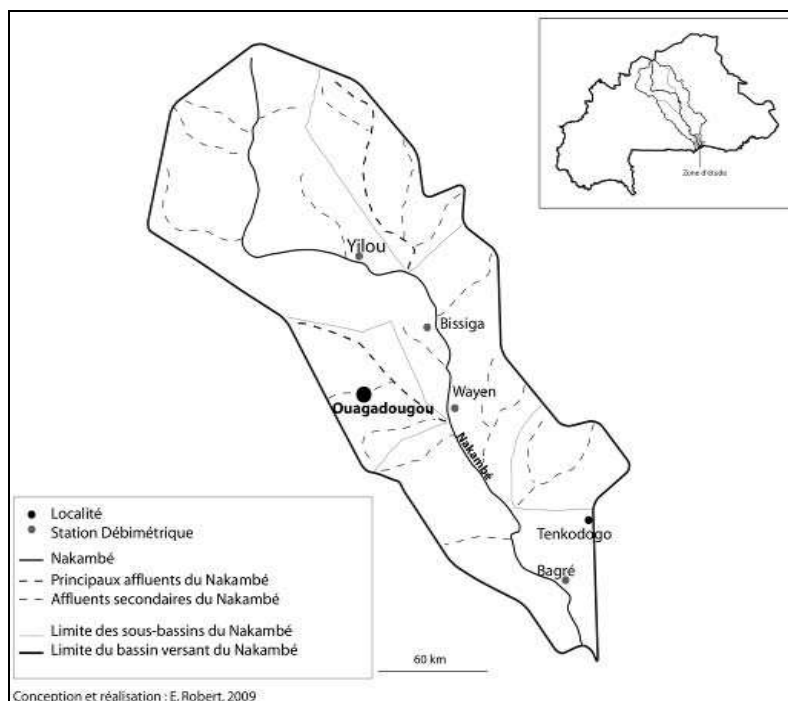 Zone d'étude
Yilou
Bissiga
Wayen
Ouagadougou
Nakambé
Tenkodogo
Bagré
Localité
Station Débimétrique
Nakambé
Principaux affluents du Nakambé
Affluents secondaires du Nakambé
Limite des sous-bassins du Nakambé
Limite du bassin versant du Nakambé
60 km
Conception et réalisation : E. Robert, 2009